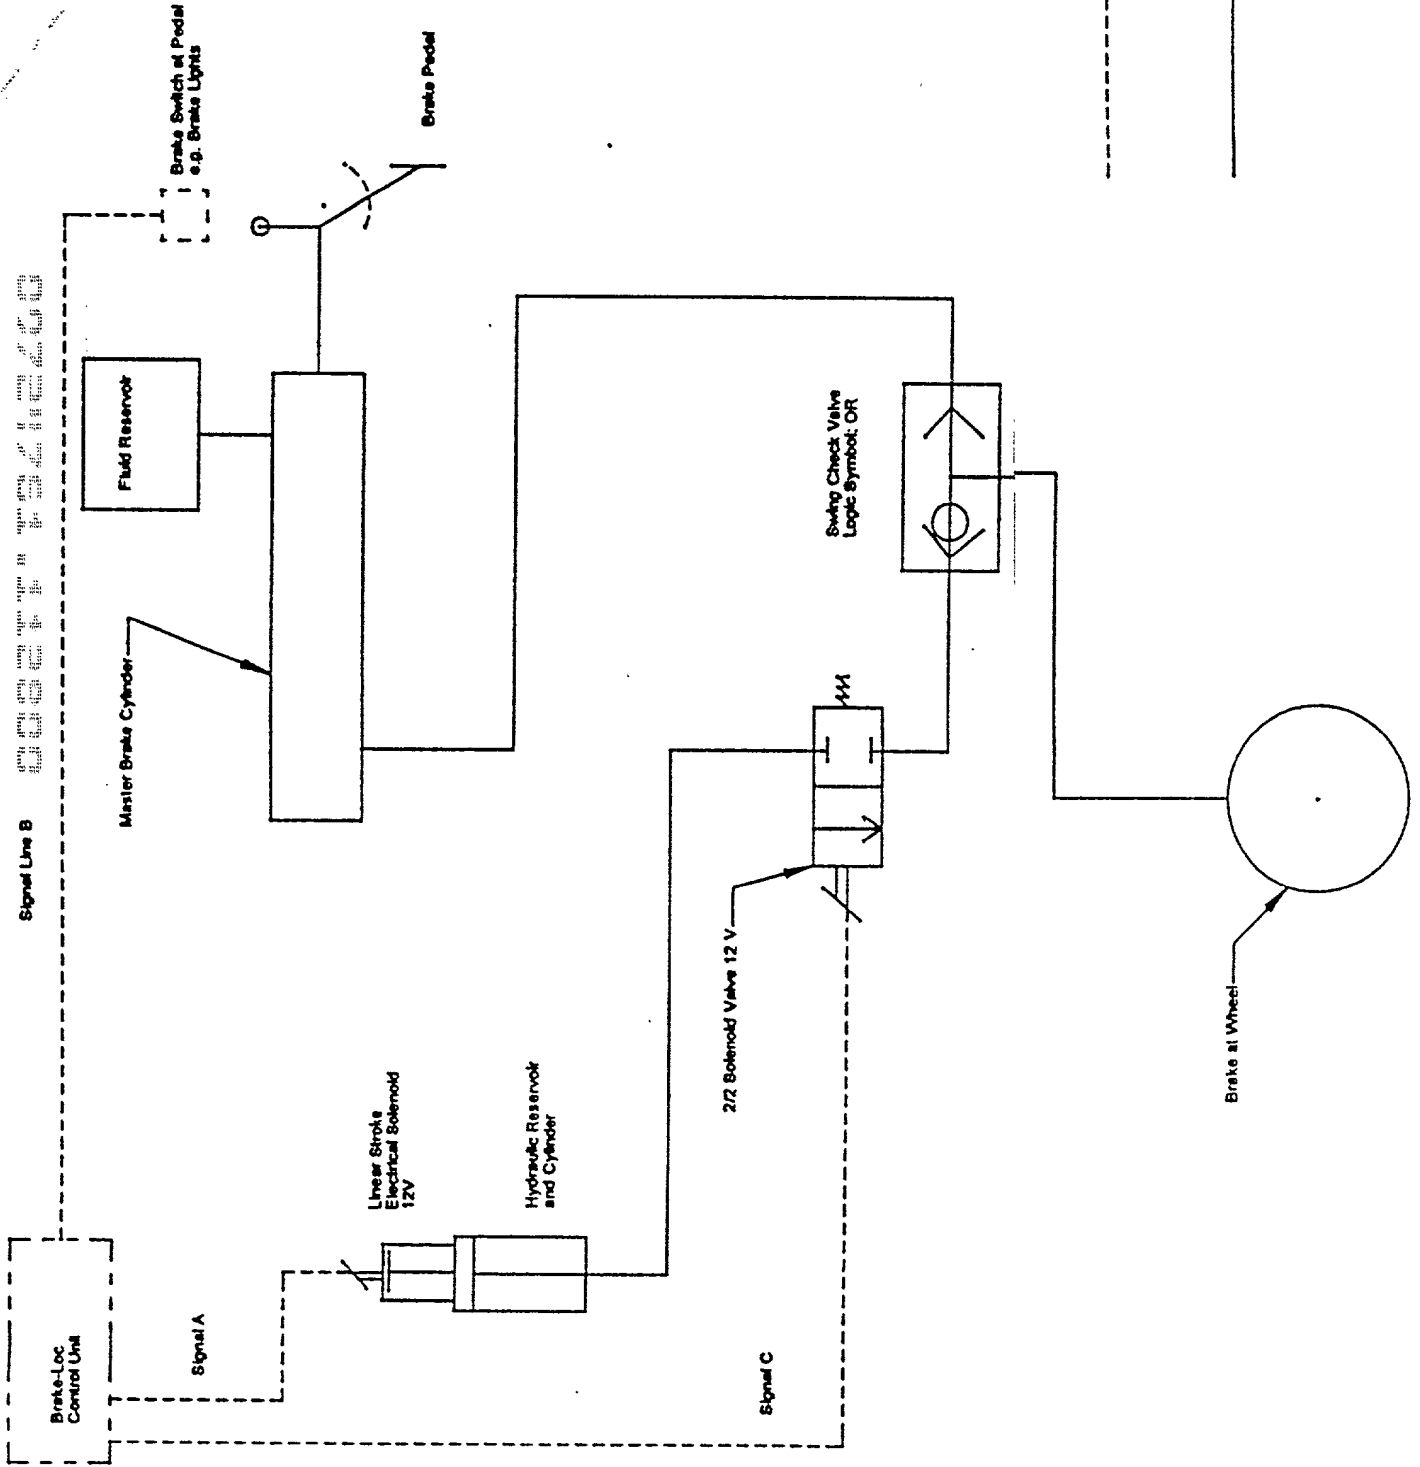 Signal Line B
Brake Switch at Pedal
e.g. Brake Lights
Brake Pedal
Fluid Reservoir
Master Brake Cylinder
Swing Check Valve
Logic Symbol: OR
2/2 Solenoid Valve 12 V
Linear Stroke
Electrical Solenoid
12V
Hydraulic Reservoir
and Cylinder
Brake-Loc
Control Unit
Signal A
Signal C
Brake at Wheel